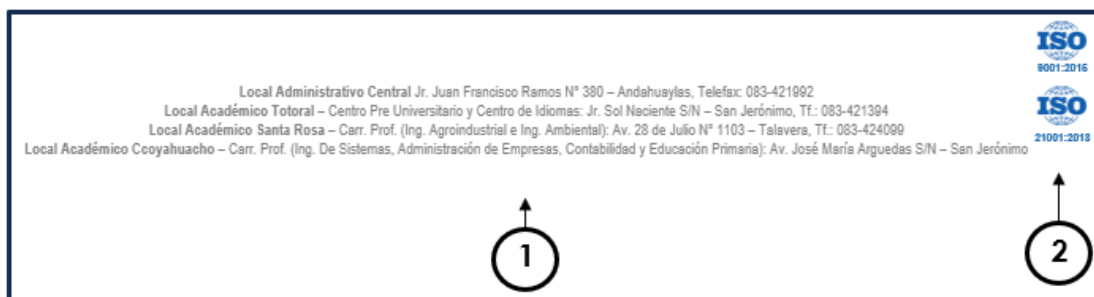 ISO
9001:2015
Local Administrativo Central Jr. Juan Francisco Ramos N° 380 – Andahuaylas, Telefax: 083-421992
ISO
Local Académico Totoral – Centro Pre Universitario y Centro de Idiomas: Jr. Sol Naciente S/N – San Jerónimo, Tf.: 083-421394
Local Académico Santa Rosa – Carr. Prof. (Ing. Agroindustrial e Ing. Ambiental): Av. 28 de Julio N° 1103 – Talavera, Tf.: 083-424099
21001:2018
Local Académico Ccoyahuacho – Carr. Prof. (Ing. De Sistemas, Administración de Empresas, Contabilidad y Educación Primaria): Av. José María Arguedas S/N – San Jerónimo
1
2